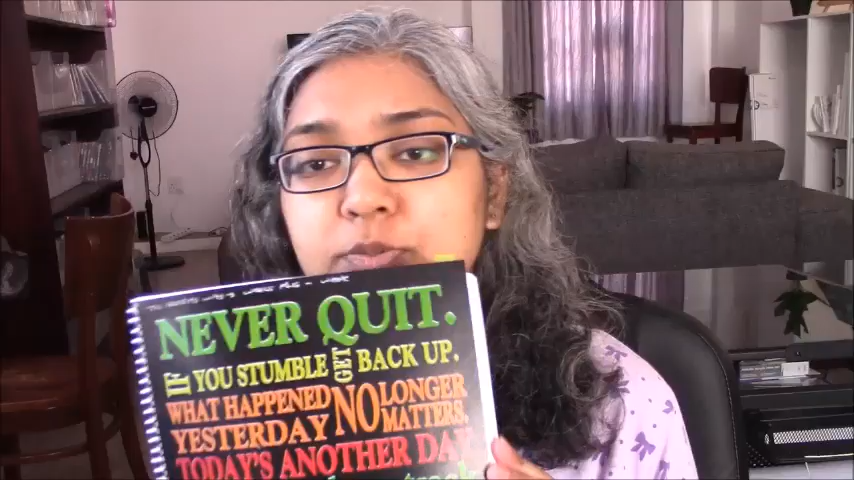 NEVER QUIT.
IF YOU STUMBLE GET BACK UP.
WHAT HAPPENED NO LONGER
YESTERDAY MATTERS.
TODAY'S ANOTHER DAY